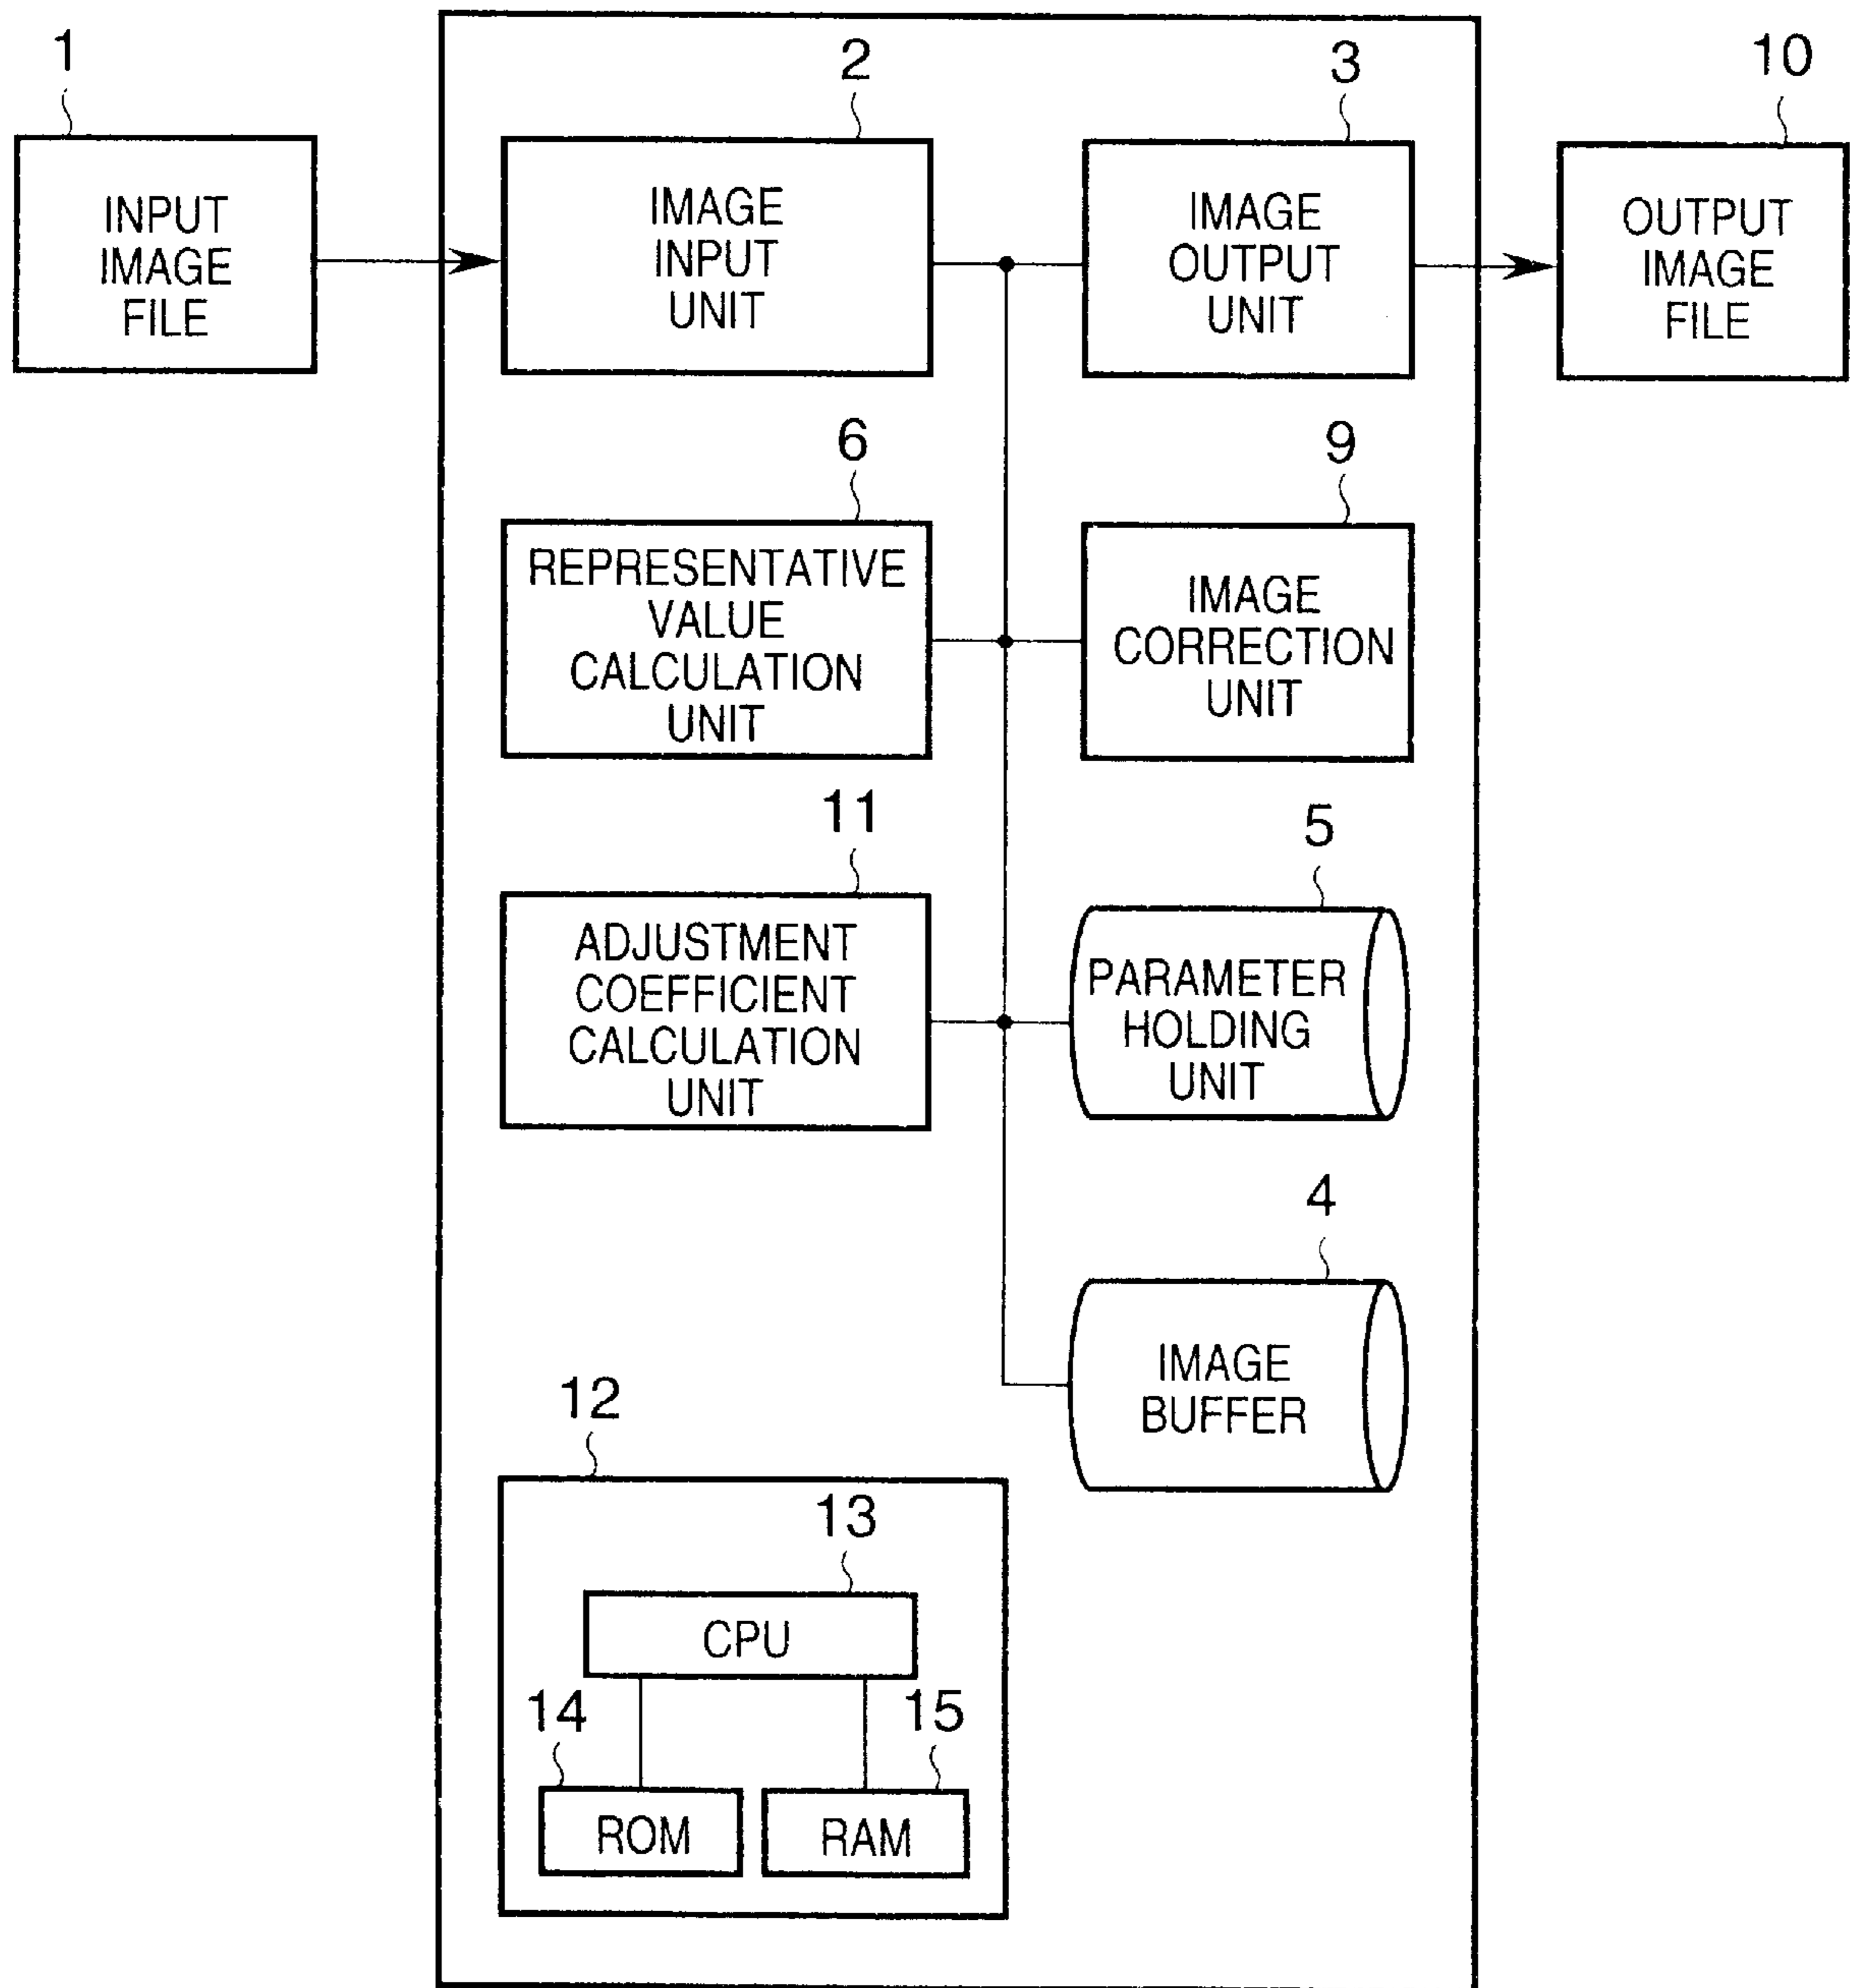 1
2
3
10
INPUT
IMAGE
FILE
IMAGE
INPUT
UNIT
IMAGE
OUTPUT
UNIT
OUTPUT
IMAGE
FILE
6
9
REPRESENTATIVE
VALUE
CALCULATION
UNIT
IMAGE
CORRECTION
UNIT
11
5
ADJUSTMENT
COEFFICIENT
CALCULATION
UNIT
PARAMETER
HOLDING
UNIT
4
IMAGE
BUFFER
12
13
CPU
14
15
ROM
RAM